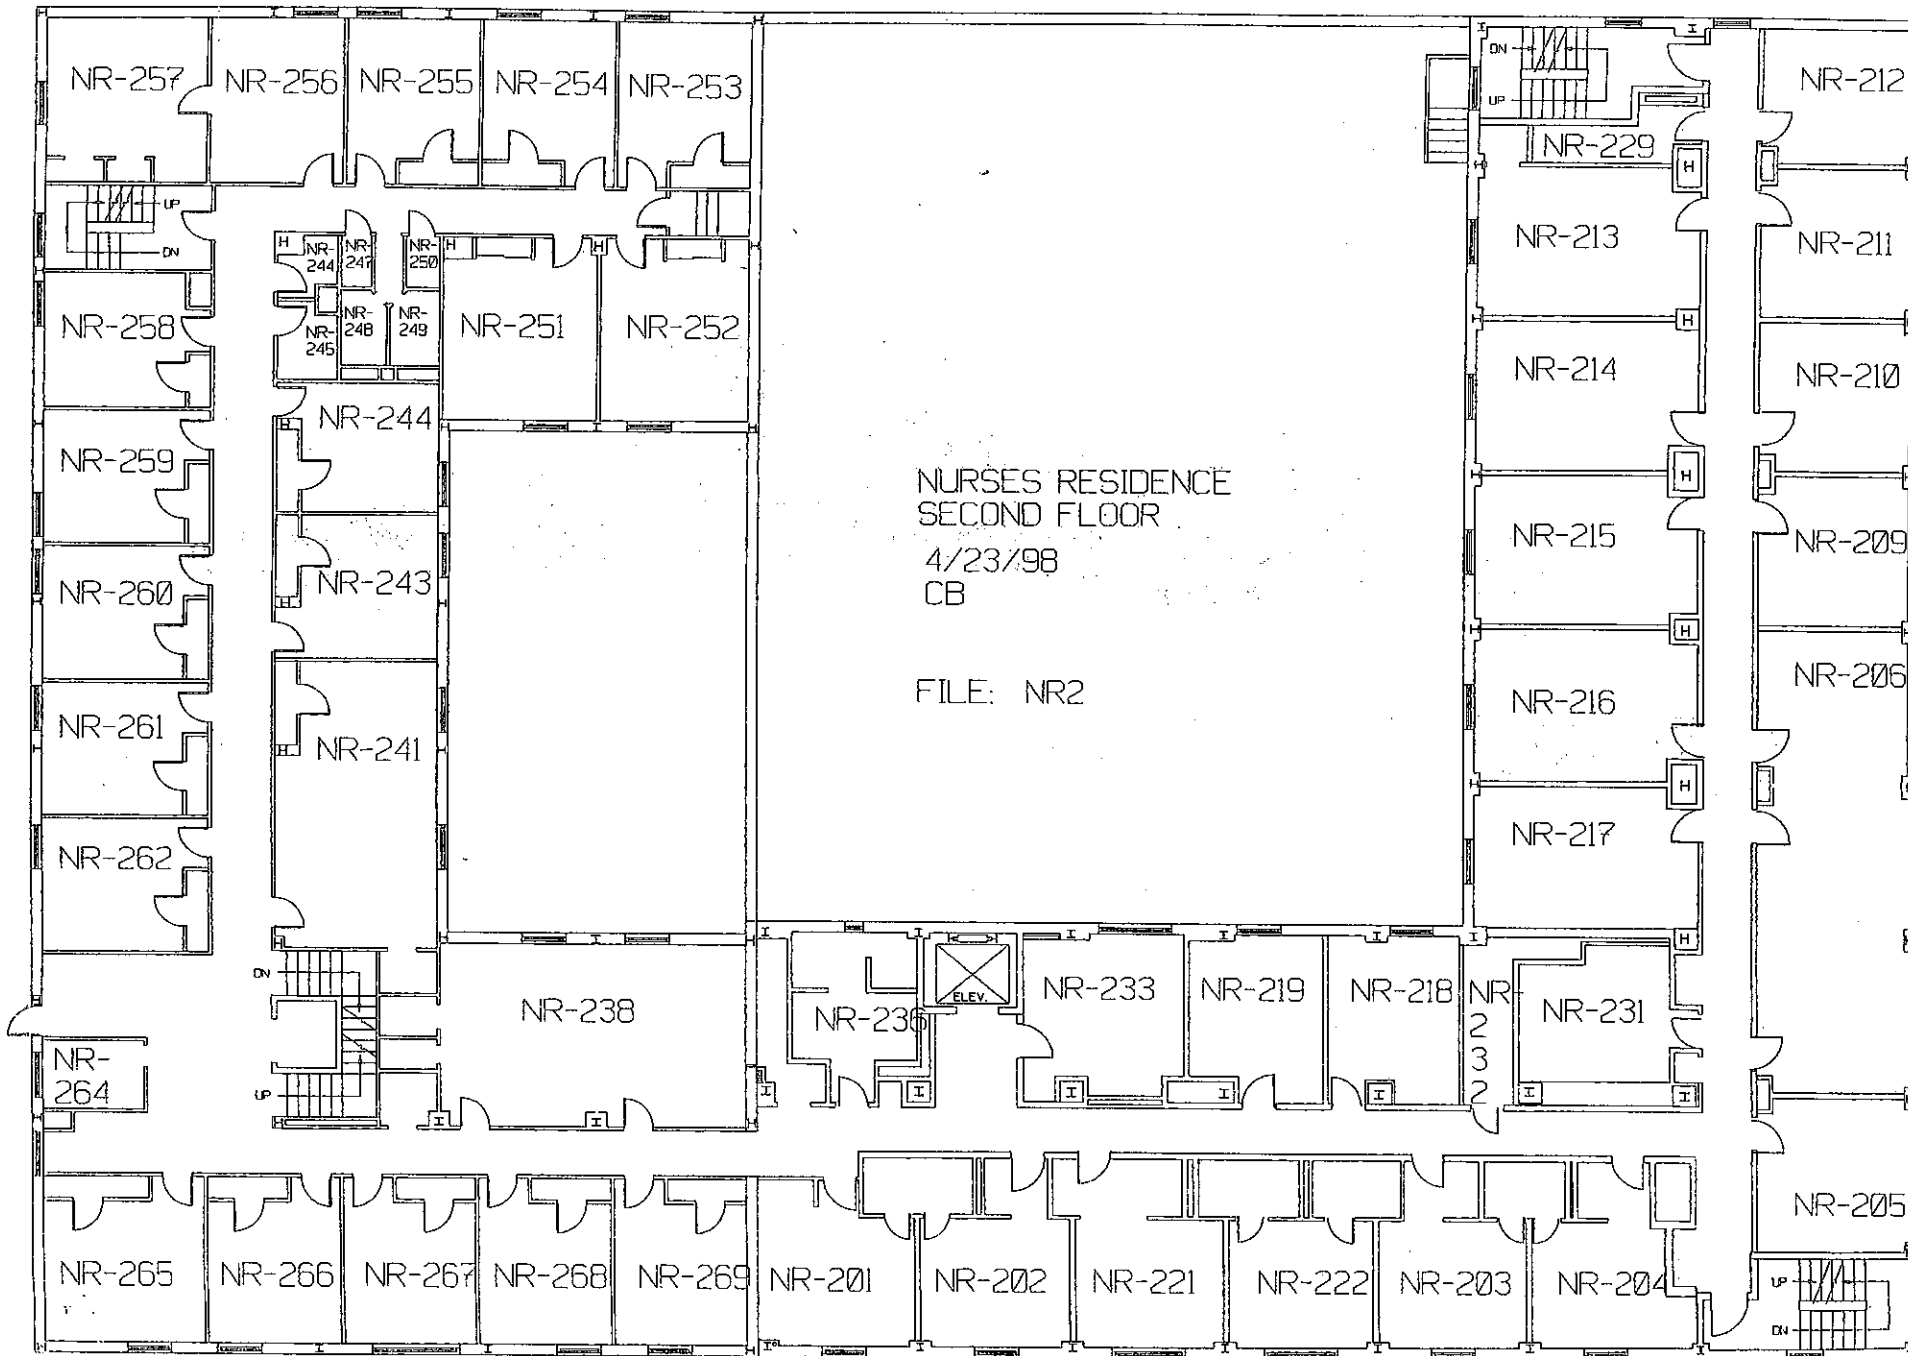 NR-257
NR-256
NR-255
NR-254
NR-253
DN
UP
NR-212
NR-229
UP
DN
H
NR-
244
NR-
247
NR-
250
H
H
H
NR-213
NR-211
NR-258
NR-
245
NR-
248
NR-
249
NR-251
NR-252
H
NR-214
NR-210
NR-244
H
NR-259
H
NURSES RESIDENCE
SECOND FLOOR
4/23/98
CB
NR-215
NR-209
NR-260
NR-243
H
H
FILE: NR2
NR-216
NR-206
NR-261
NR-241
H
H
NR-217
NR-262
H
DN
NR-238
NR-236
ELEV.
NR-233
NR-219
NR-218
NR
2
3
2
NR-231
NR-
264
UP
NR-205
NR-265
NR-266
NR-267
NR-268
NR-269
NR-201
NR-202
NR-221
NR-222
NR-203
NR-204
UP
DN